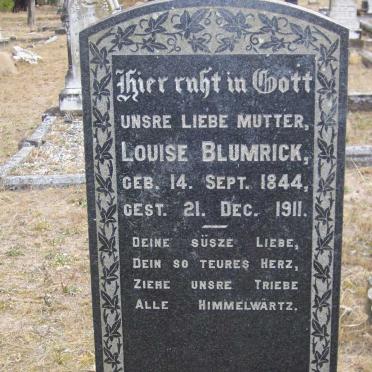 Hier ruht in Gott
UNSRE LIEBE MUTTER,
LOUISE BLUMRICK,
GEB. 14. SEPT. 1844,
GEST. 21. DEC. 1911.
DEINE SÜSZE LIEBE,
DEIN SO TEURES HERZ,
ZIEHE UNSRE TRIEBE
ALLE HIMMELWÄRTZ.